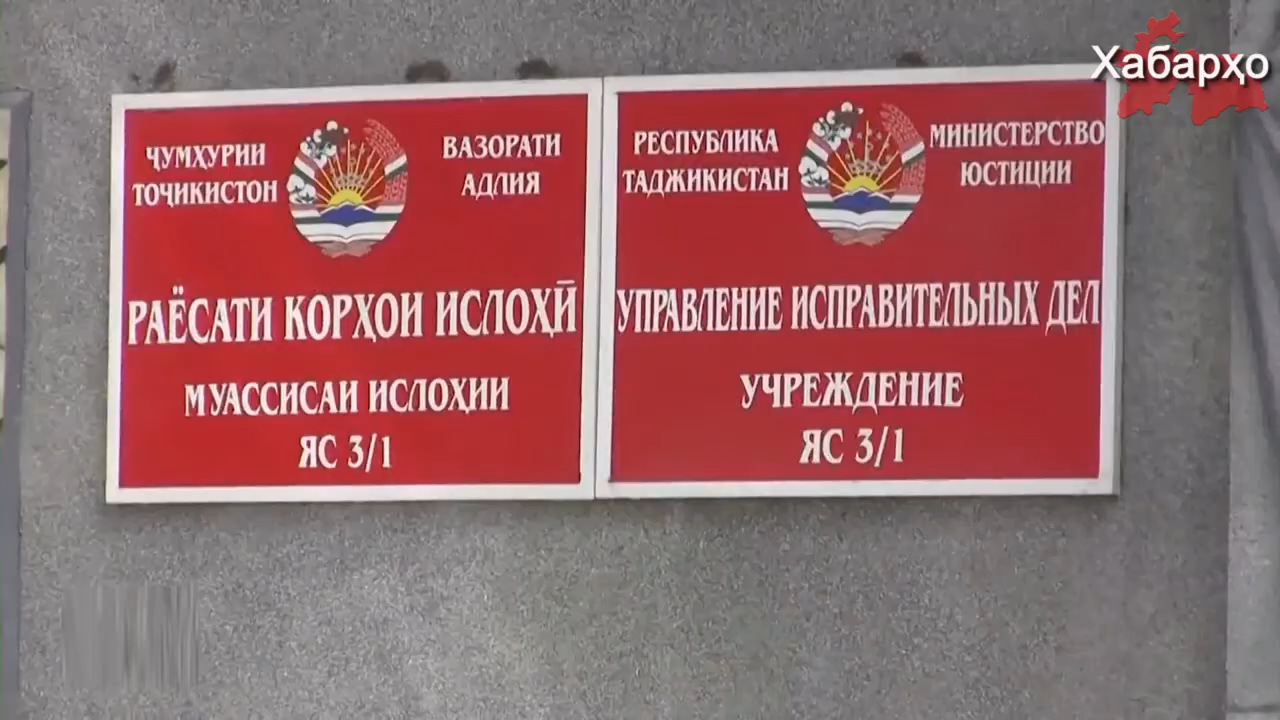 Хабарҳо
ҶУМҲУРИИ
ТОҶИКИСТОН
ВАЗОРАТИ
АДЛИЯ
РАЁСАТИ КОРҲОИ ИСЛОҲӢ
МУАССИСАИ ИСЛОҲИИ
ЯС 3/1
РЕСПУБЛИКА
ТАДЖИКИСТАН
МИНИСТЕРСТВО
ЮСТИЦИИ
УПРАВЛЕНИЕ ИСПРАВИТЕЛЬНЫХ ДЕЛ
УЧРЕЖДЕНИЕ
ЯС 3/1